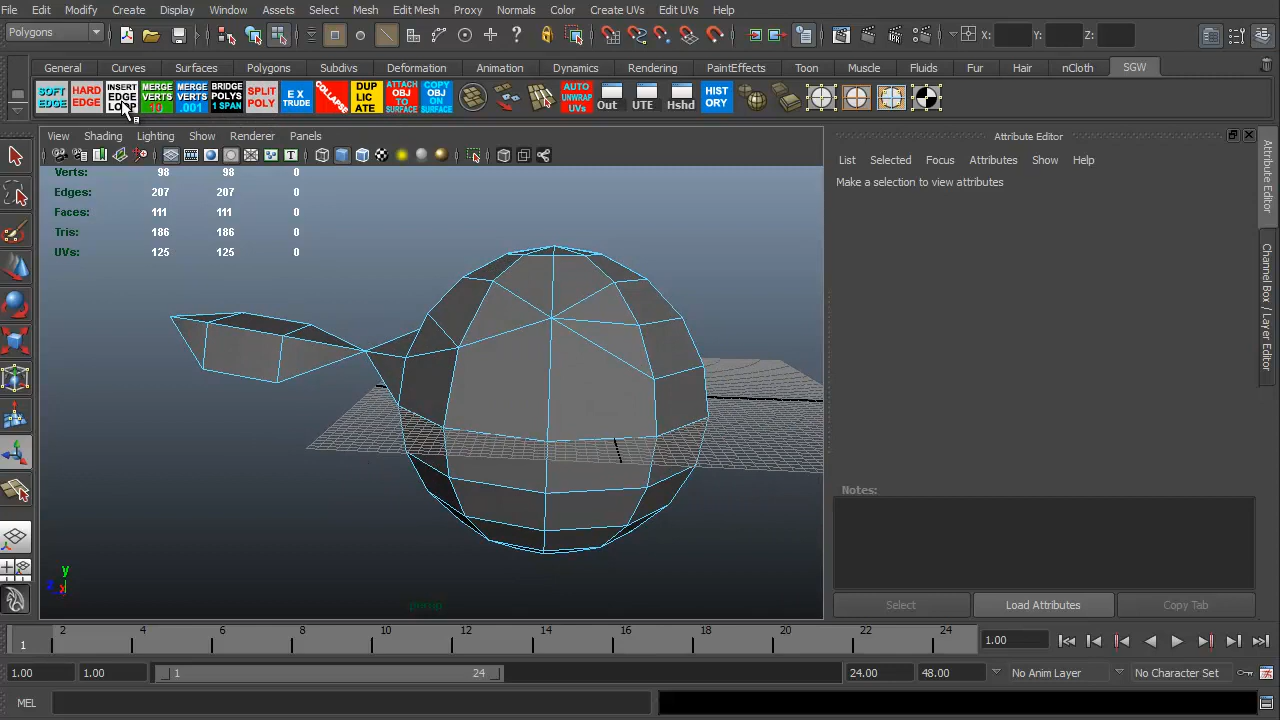 File Edit Modify Create Display Window Assets Select Mesh Edit Mesh Proxy Normals Color Create UVs Edit UVs Help
Polygons X: Y: Z:
General Curves Surfaces Polygons Subdivs Deformation Animation Dynamics Rendering PaintEffects Toon Muscle Fluids Fur Hair nCloth SGW
SOFT EDGE
HARD EDGE
INSERT EDGE LOOP
MERGE VERTS 10
MERGE VERTS .001
BRIDGE POLYS 1 SPAN
SPLIT POLY
EX TRUDE
COLLAPSE
DUP LIC ATE
ATTACH OBJ TO SURFACE
COPY OBJ ON SURFACE
AUTO UNWRAP UVs
Out
UTE
Hshd
HIST ORY
View Shading Lighting Show Renderer Panels
Verts: 98 98 0
Edges: 207 207 0
Faces: 111 111 0
Tris: 186 186 0
UVs: 125 125 0
y
z x
persp
Attribute Editor
List Selected Focus Attributes Show Help
Make a selection to view attributes
Notes:
Select Load Attributes Copy Tab
Attribute Editor
Channel Box / Layer Editor
1 2 4 6 8 10 12 14 16 18 20 22 24 1.00
1.00 1.00 1 24 24.00 48.00 No Anim Layer No Character Set
MEL